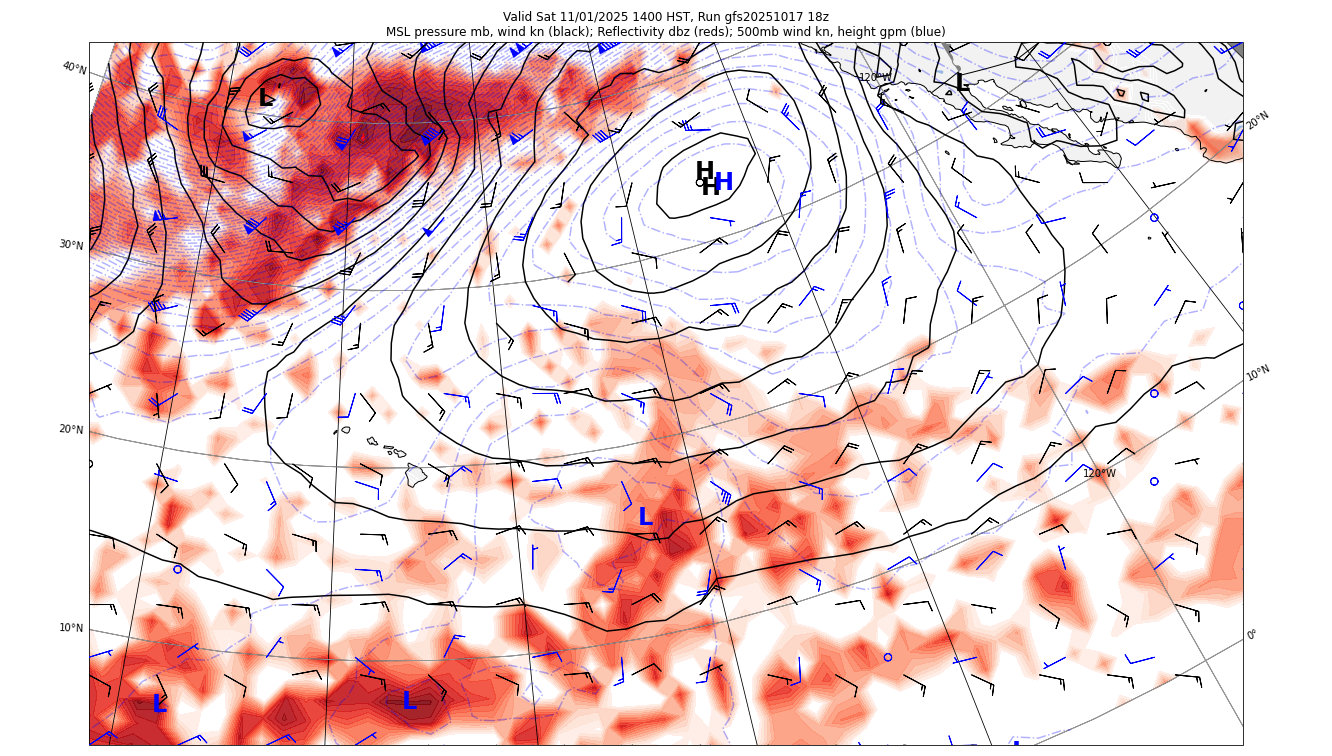 Valid Sat 11/01/2025 1400 HST, Run gfs20251017 18z
MSL pressure mb, wind kn (black); Reflectivity dbz (reds); 500mb wind kn, height gpm (blue)
40°N
120°W
L
L
20°N
H
H
H
30°N
10°N
20°N
120°W
L
10°N
0°
L
L